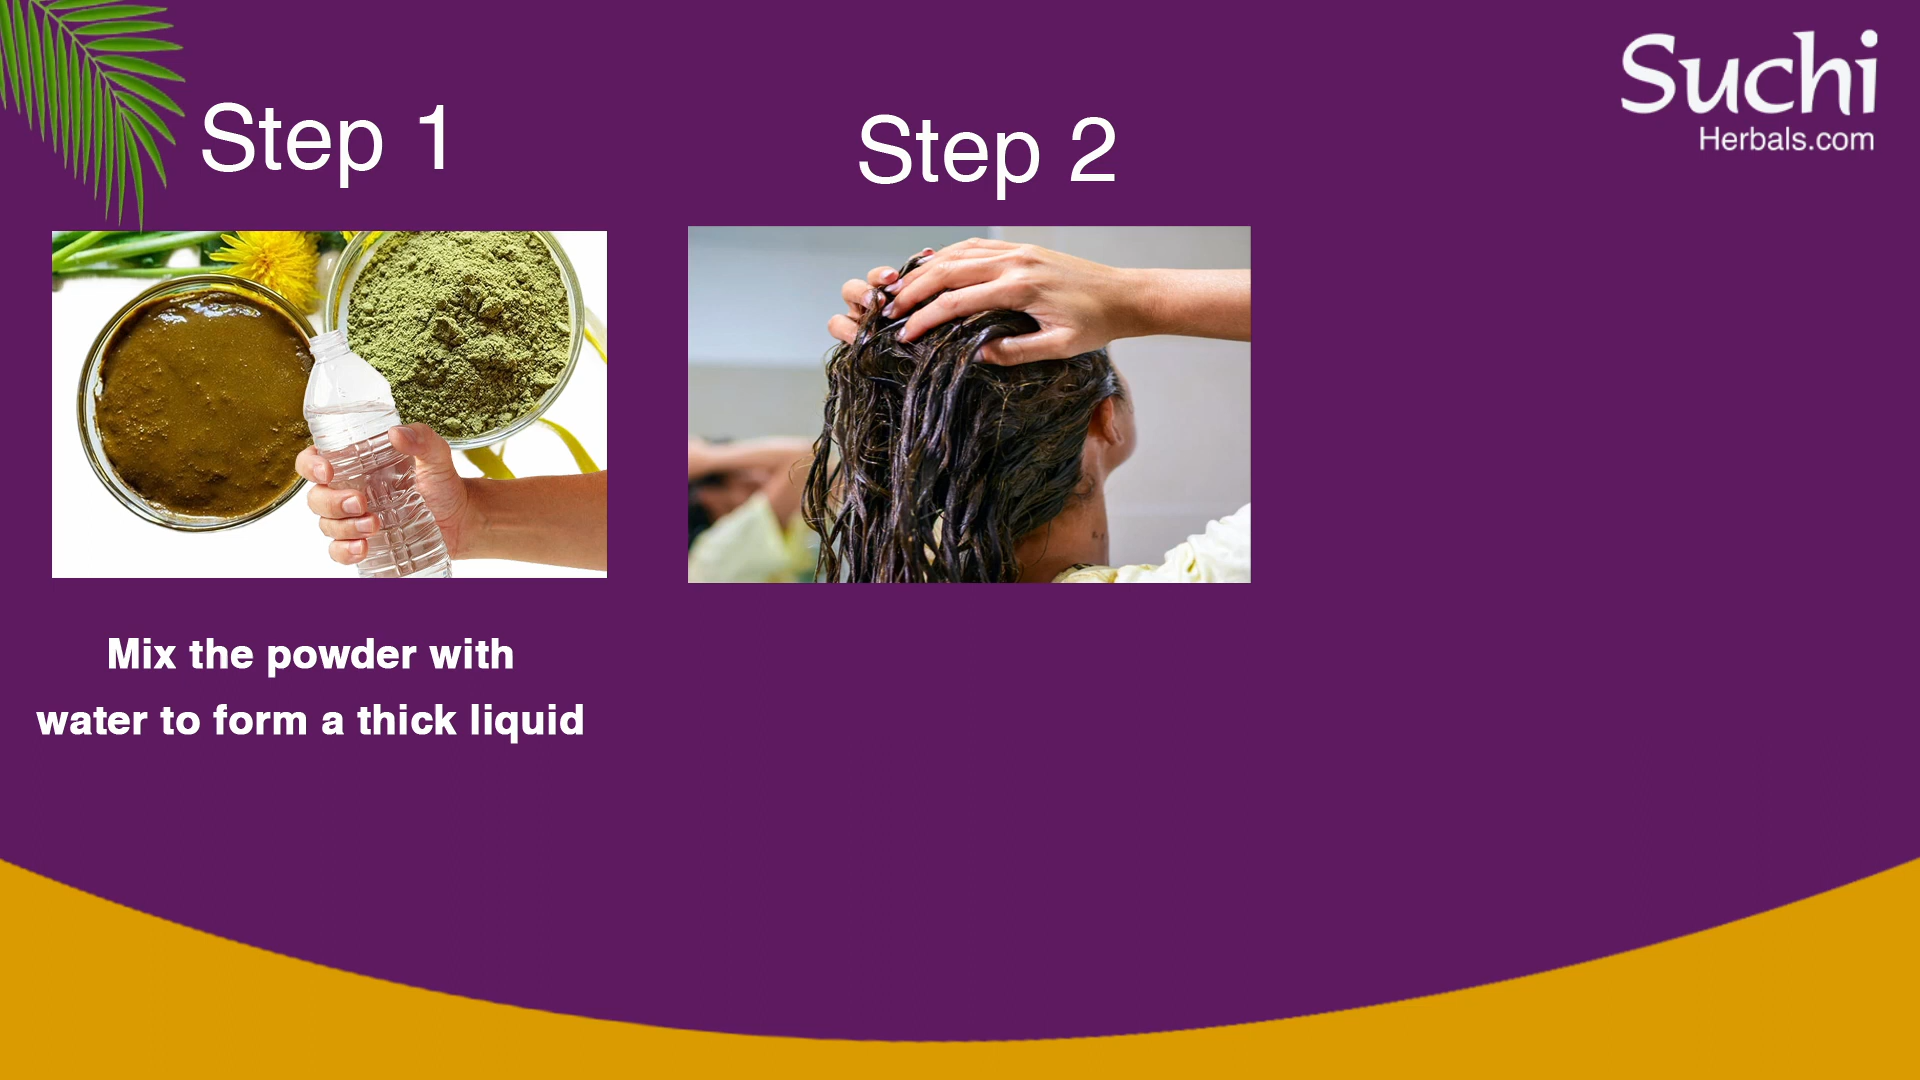 Suchi
Herbals.com
Step 1
Step 2
Mix the powder with
water to form a thick liquid